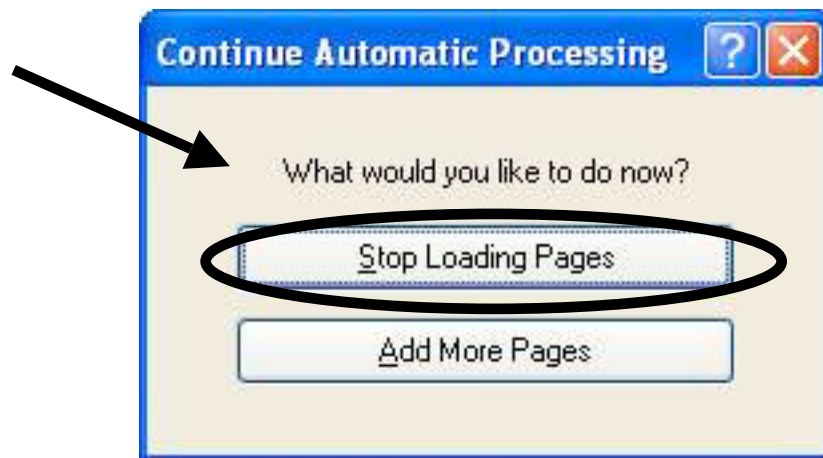 Continue Automatic Processing ?
What would you like to do now?
Stop Loading Pages
Add More Pages